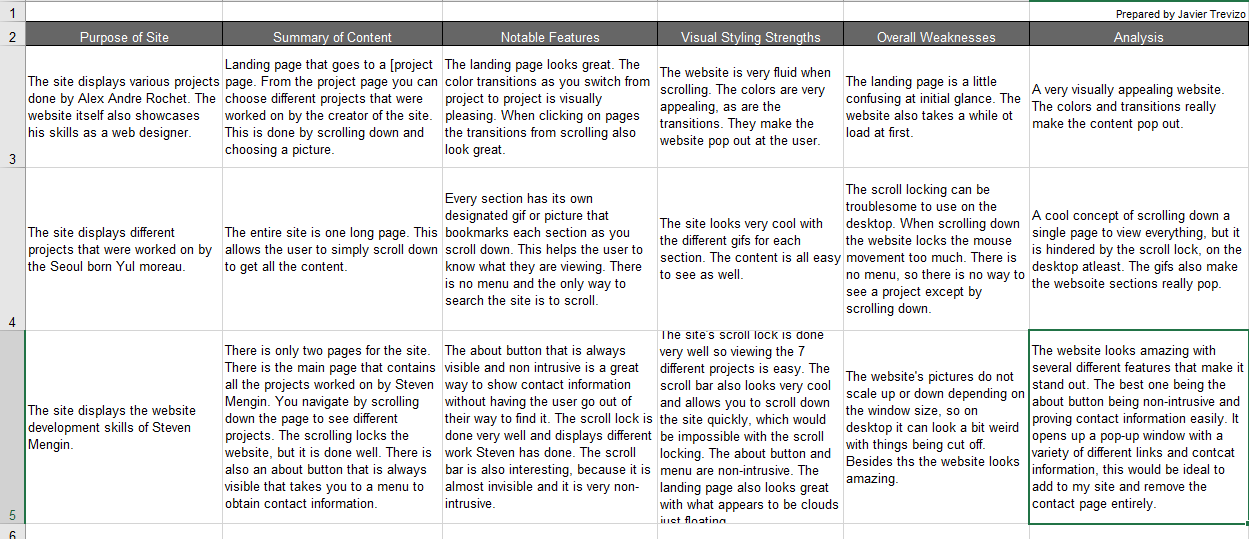 1
Prepared by Javier Trevizo
2
Purpose of Site
Summary of Content
Notable Features
Visual Styling Strengths
Overall Weaknesses
Analysis
The site displays various projects
done by Alex Andre Rochet. The
website itself also showcases
his skills as a web designer.
Landing page that goes to a [project
page. From the project page you can
choose different projects that were
worked on by the creator of the site.
This is done by scrolling down and
choosing a picture.
The landing page looks great. The
color transitions as you switch from
project to project is visually
pleasing. When clicking on pages
the transitions from scrolling also
look great.
The website is very fluid when
scrolling. The colors are very
appealing, as are the
transitions. They make the
website pop out at the user.
The landing page is a little
confusing at initial glance. The
website also takes a while ot
load at first.
A very visually appealing website.
The colors and transitions really
make the content pop out.
3
The site displays different
projects that were worked on by
the Seoul born Yul moreau.
The entire site is one long page. This
allows the user to simply scroll down
to get all the content.
Every section has its own
designated gif or picture that
bookmarks each section as you
scroll down. This helps the user to
know what they are viewing. There
is no menu and the only way to
search the site is to scroll.
The site looks very cool with
the different gifs for each
section. The content is all easy
to see as well.
The scroll locking can be
troublesome to use on the
desktop. When scrolling down
the website locks the mouse
movement too much. There is
no menu, so there is no way to
see a project except by
scrolling down.
A cool concept of scrolling down a
single page to view everything, but it
is hindered by the scroll lock, on the
desktop atleast. The gifs also make
the websoite sections really pop.
4
The site displays the website
development skills of Steven
Mengin.
There is only two pages for the site.
There is the main page that contains
all the projects worked on by Steven
Mengin. You navigate by scrolling
down the page to see different
projects. The scrolling locks the
website, but it is done well. There is
also an about button that is always
visible that takes you to a menu to
obtain contact information.
The about button that is always
visible and non intrusive is a great
way to show contact information
without having the user go out of
their way to find it. The scroll lock is
done very well and displays different
work Steven has done. The scroll
bar is also interesting, because it is
almost invisible and it is very non-
intrusive.
The site's scroll lock is done
very well so viewing the 7
different projects is easy. The
scroll bar also looks very cool
and allows you to scroll down
the site quickly, which would
be impossible with the scroll
locking. The about button and
menu are non-intrusive. The
landing page also looks great
with what appears to be clouds
just floating
The website's pictures do not
scale up or down depending on
the window size, so on
desktop it can look a bit weird
with things being cut off.
Besides ths the website looks
amazing.
The website looks amazing with
several different features that make it
stand out. The best one being the
about button being non-intrusive and
proving contact information easily. It
opens up a pop-up window with a
variety of different links and contcat
information, this would be ideal to
add to my site and remove the
contact page entirely.
5
6